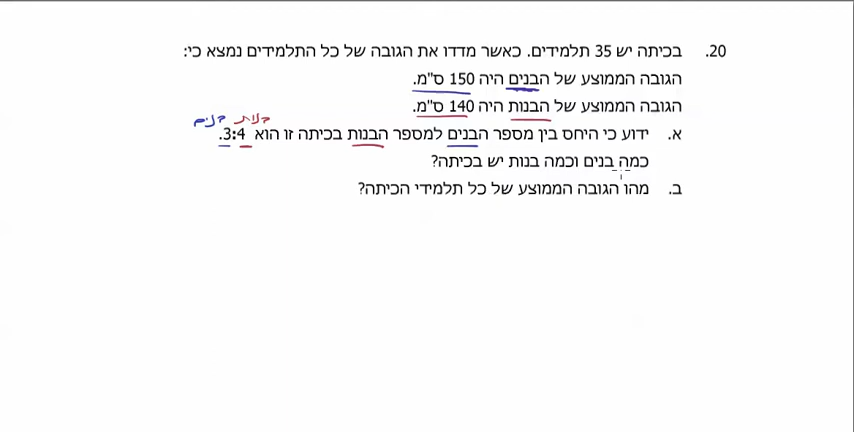 20. בכיתה יש 35 תלמידים. כאשר מדדו את הגובה של כל התלמידים נמצא כי:
הגובה הממוצע של הבנים היה 150 ס"מ.
הגובה הממוצע של הבנות היה 140 ס"מ.
בנות בנים
א. ידוע כי היחס בין מספר הבנים למספר הבנות בכיתה זו הוא 3:4.
כמה בנים וכמה בנות יש בכיתה?
ב. מהו הגובה הממוצע של כל תלמידי הכיתה?